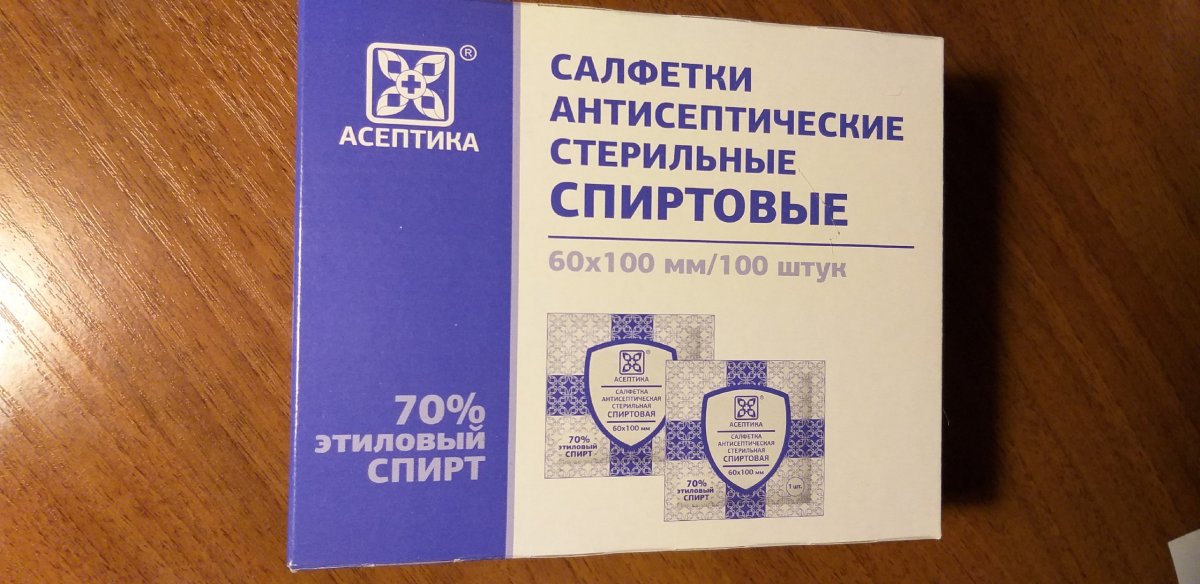 ®
АСЕПТИКА
70%
ЭТИЛОВЫЙ
СПИРТ
САЛФЕТКИ
АНТИСЕПТИЧЕСКИЕ
СТЕРИЛЬНЫЕ
СПИРТОВЫЕ
60х100 мм/100 штук
АСЕПТИКА
САЛФЕТКА
АНТИСЕПТИЧЕСКАЯ
СТЕРИЛЬНАЯ
СПИРТОВАЯ
60х100 мм
70%
ЭТИЛОВЫЙ
СПИРТ
®
АСЕПТИКА
САЛФЕТКА
АНТИСЕПТИЧЕСКАЯ
СТЕРИЛЬНАЯ
СПИРТОВАЯ
60х100 мм
70%
ЭТИЛОВЫЙ
СПИРТ
1 шт.